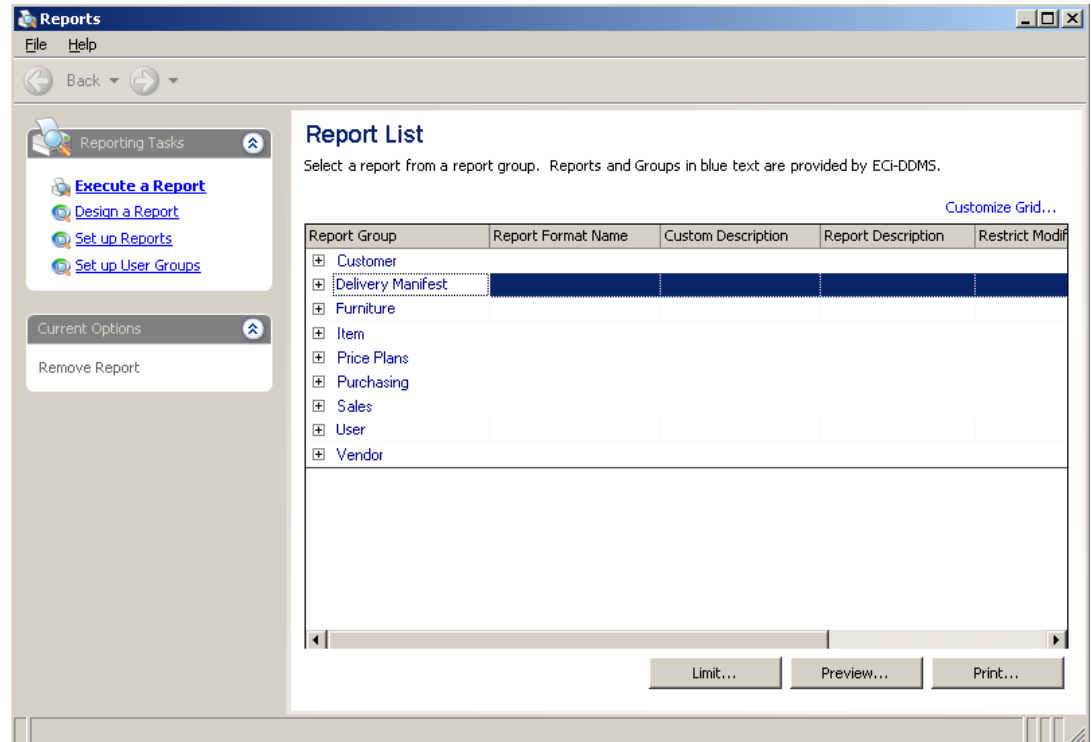 Reports
File Help
Back
Reporting Tasks
Execute a Report
Design a Report
Set up Reports
Set up User Groups
Current Options
Remove Report
Report List
Select a report from a report group. Reports and Groups in blue text are provided by ECi-DDMS.
Customize Grid...
Report Group Report Format Name Custom Description Report Description Restrict Modif
Customer
Delivery Manifest
Furniture
Item
Price Plans
Purchasing
Sales
User
Vendor
Limit... Preview... Print...